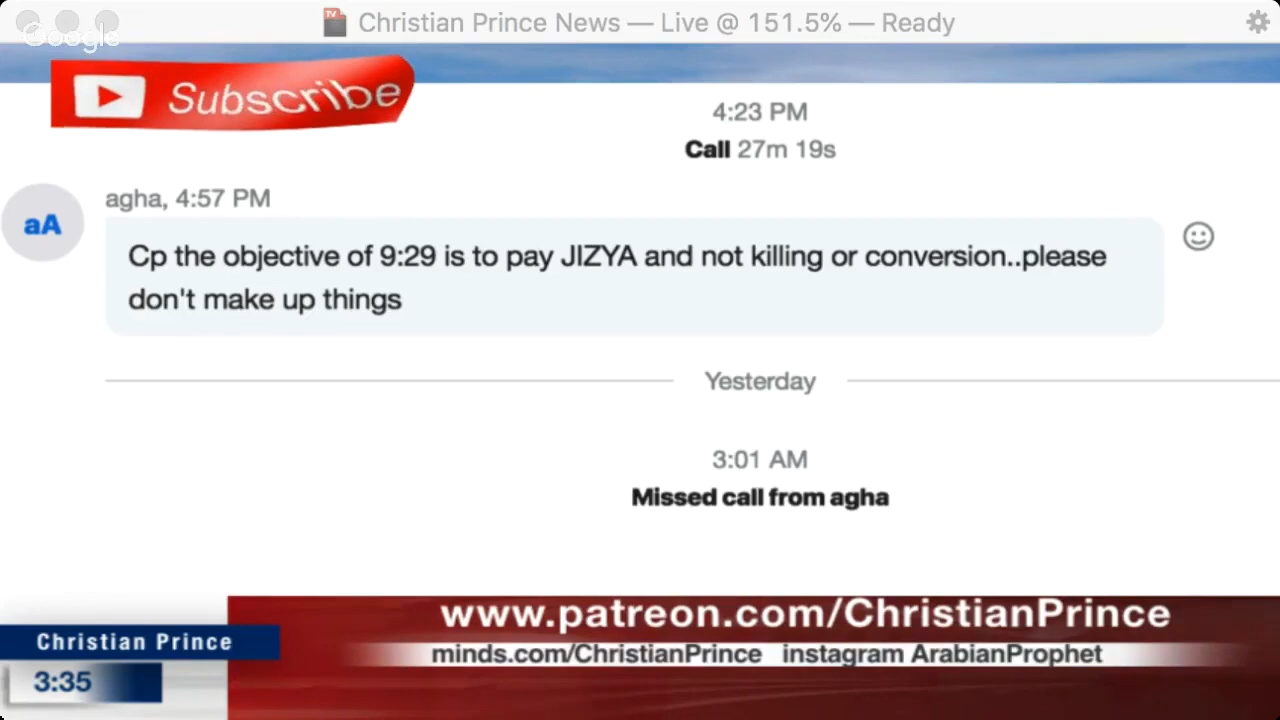 Christian Prince News — Live @ 151.5% — Ready
Google
Subscribe
4:23 PM
Call 27m 19s
agha, 4:57 PM
aA
Cp the objective of 9:29 is to pay JIZYA and not killing or conversion..please
don't make up things
Yesterday
3:01 AM
Missed call from agha
www.patreon.com/ChristianPrince
Christian Prince
minds.com/ChristianPrince instagram ArabianProphet
3:35